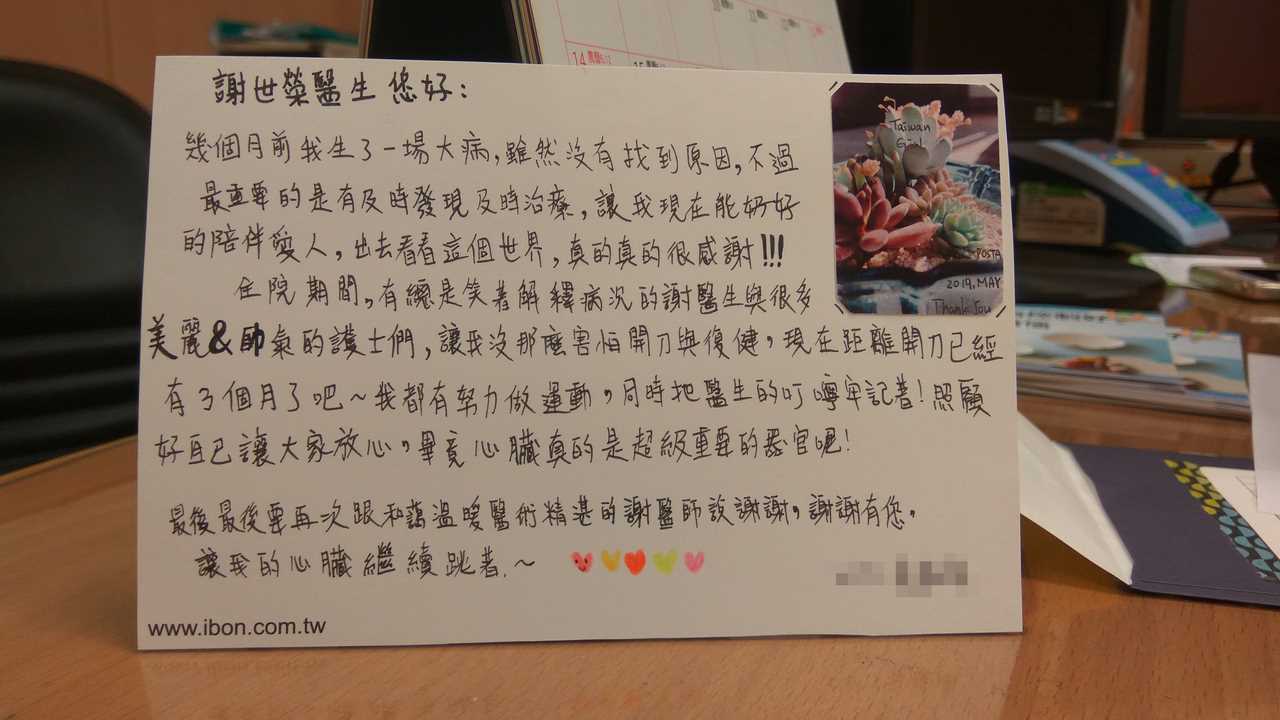 謝世榮醫生您好：
幾個月前我生了一場大病，雖然沒有找到原因，不過
最重要的是有及時發現及時治療，讓我現在能好好
的陪伴愛人，出去看看這個世界，真的真的很感謝!!!
住院期間，有總是笑著解釋病況的謝醫生與很多
美麗&帥氣的護士們，讓我沒那麼害怕開刀與復健，現在距離開刀已經
有3個月了吧~我都有努力做運動，同時把醫生的叮嚀牢記著!照顧
好自己讓大家放心，畢竟心臟真的是超級重要的器官呢!
最後最後要再次跟和藹溫暖醫術精湛的謝醫師說謝謝，謝謝有您。
讓我的心臟繼續跳著.~
www.ibon.com.tw
Taiwan
Girl
POSTA
2019, MAY
Thank You
14
15